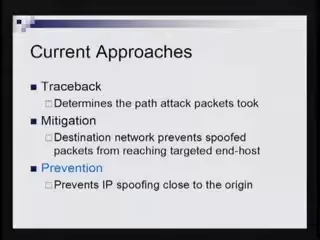 Current Approaches
Traceback
Determines the path attack packets took
Mitigation
Destination network prevents spoofed
packets from reaching targeted end-host
Prevention
Prevents IP spoofing close to the origin